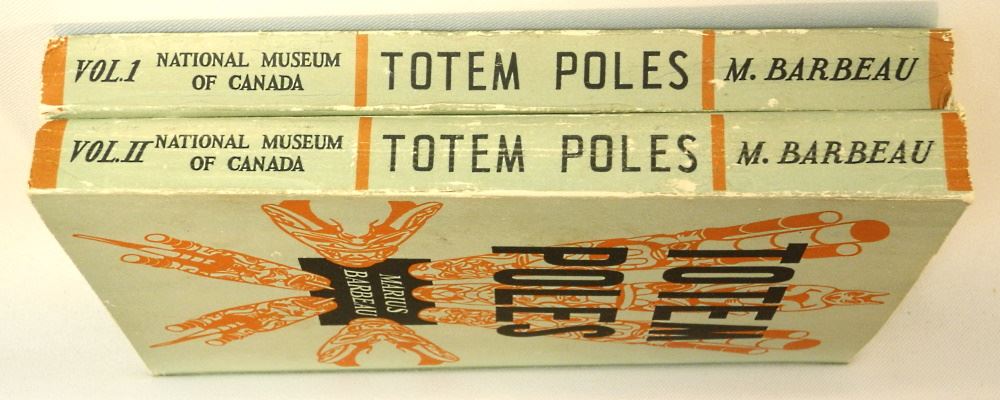 VOL.1
NATIONAL MUSEUM
OF CANADA
TOTEM POLES
M. BARBEAU
VOL.II
NATIONAL MUSEUM
OF CANADA
TOTEM POLES
M. BARBEAU
TOTEM
POLES
MARIUS
BARBEAU